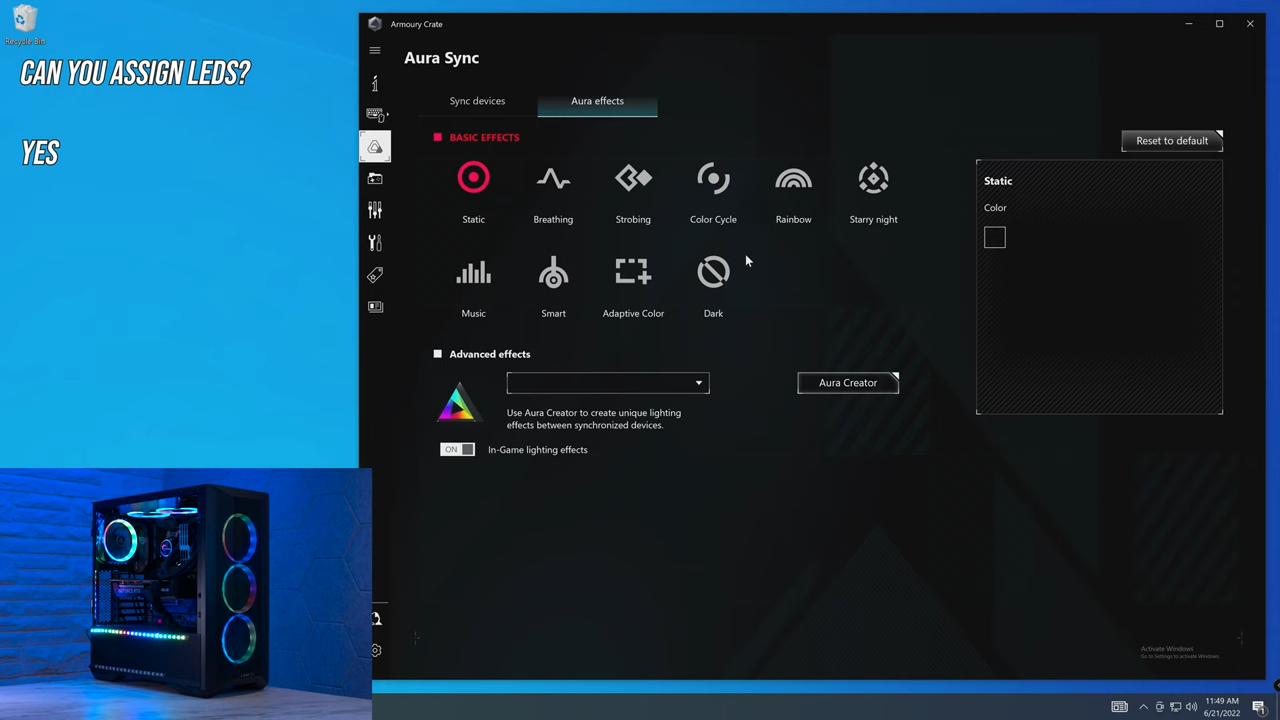 Recycle Bin
CAN YOU ASSIGN LEDS?
YES
Armoury Crate
Aura Sync
Sync devices
Aura effects
BASIC EFFECTS
Reset to default
Static
Breathing
Strobing
Color Cycle
Rainbow
Starry night
Music
Smart
Adaptive Color
Dark
Static
Color
Advanced effects
Aura Creator
Use Aura Creator to create unique lighting
effects between synchronized devices.
ON
In-Game lighting effects
GEFORCE RTX
Activate Windows
Go to Settings to activate Windows.
11:49 AM
6/21/2022
1